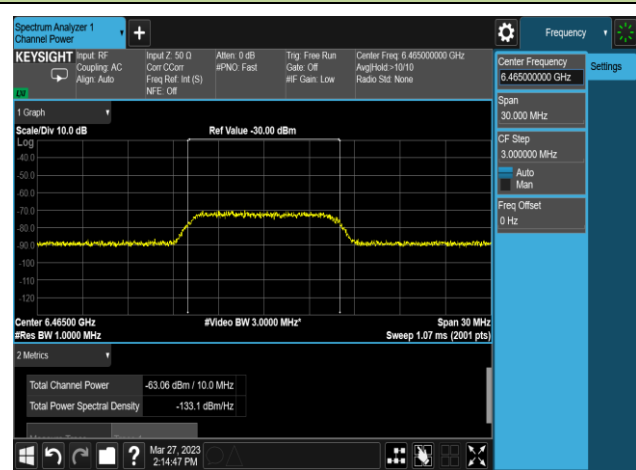 Spectrum Analyzer 1
Channel Power
Frequency
KEYSIGHT
Input: RF
Coupling: AC
Align: Auto
Input Z: 50 Ω
Corr CCorr
Freq Ref: Int (S)
NFE: Off
Atten: 0 dB
#PNO: Fast
Trig: Free Run
Gate: Off
#IF Gain: Low
Center Freq: 6.465000000 GHz
Avg|Hold:>10/10
Radio Std: None
LXI
Center Frequency
6.465000000 GHz
Settings
Span
30.000 MHz
CF Step
3.000000 MHz
Auto
Man
Freq Offset
0 Hz
1 Graph
Scale/Div 10.0 dB
Ref Value -30.00 dBm
Log
-40.0
-50.0
-60.0
-70.0
-80.0
-90.0
-100
-110
-120
Center 6.46500 GHz
#Video BW 3.0000 MHz*
Span 30 MHz
#Res BW 1.0000 MHz
Sweep 1.07 ms (2001 pts)
2 Metrics
Total Channel Power
-63.06 dBm / 10.0 MHz
Total Power Spectral Density
-133.1 dBm/Hz
?
Mar 27, 2023
2:14:47 PM